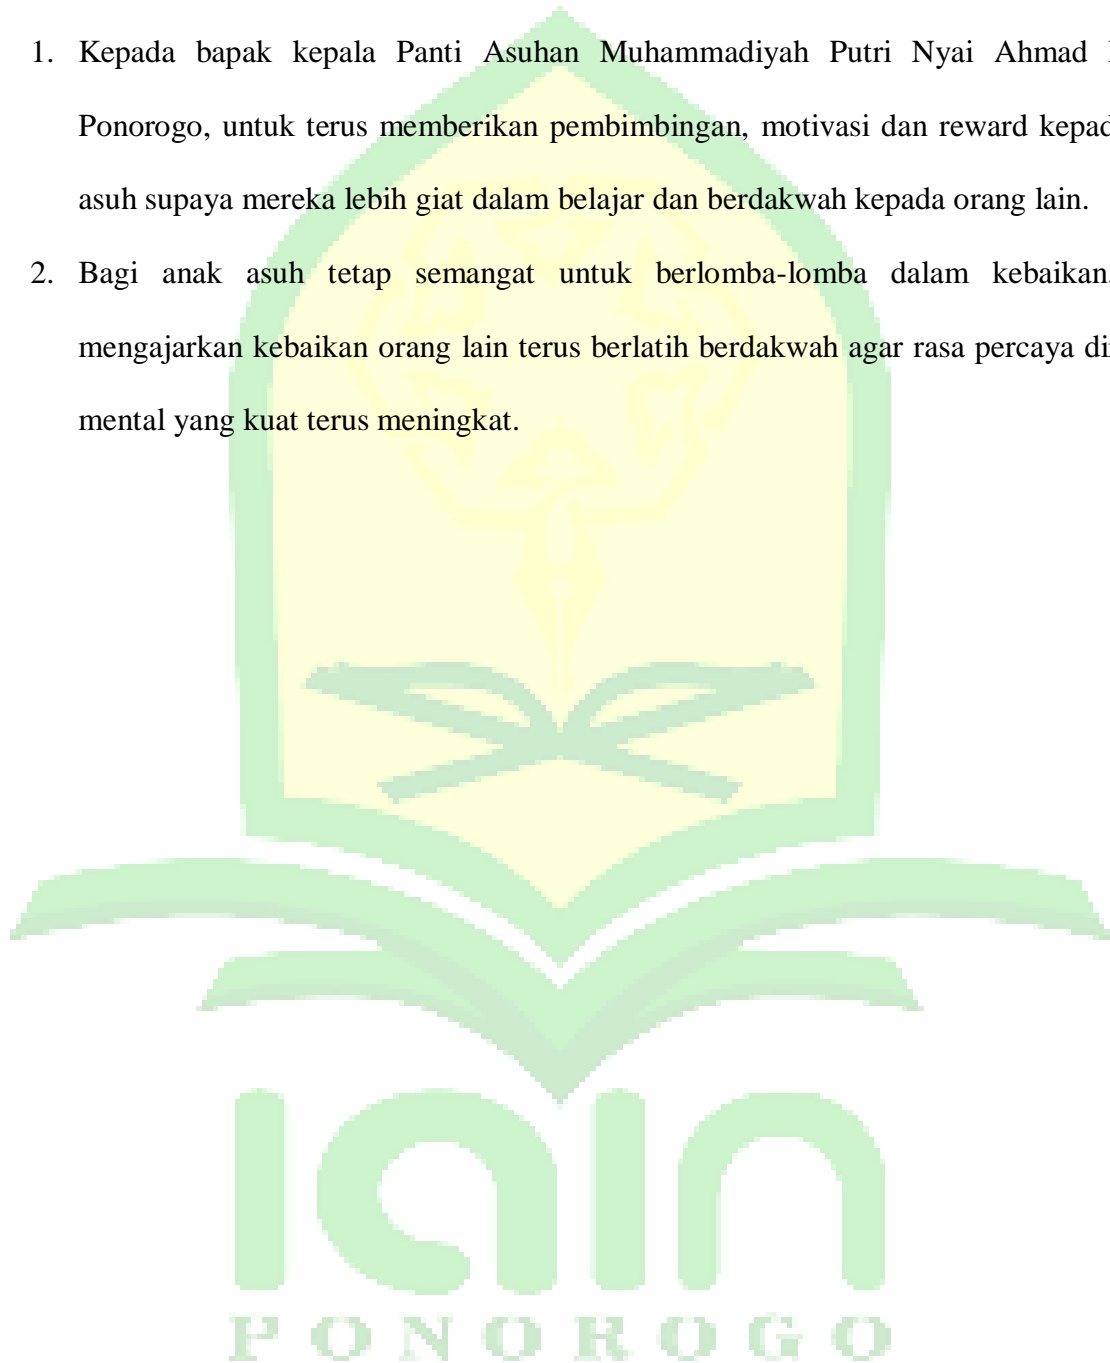 1. Kepada bapak kepala Panti Asuhan Muhammadiyah Putri Nyai Ahmad
Ponorogo, untuk terus memberikan pembimbingan, motivasi dan reward
asuh supaya mereka lebih giat dalam belajar dan berdakwah kepada orang lain.
2. Bagi anak asuh tetap semangat untuk berlomba-lomba dalam kebaikan.
mengajarkan kebaikan orang lain terus berlatih berdakwah agar rasa percaya
mental yang kuat terus meningkat.
iain
PONOROGO